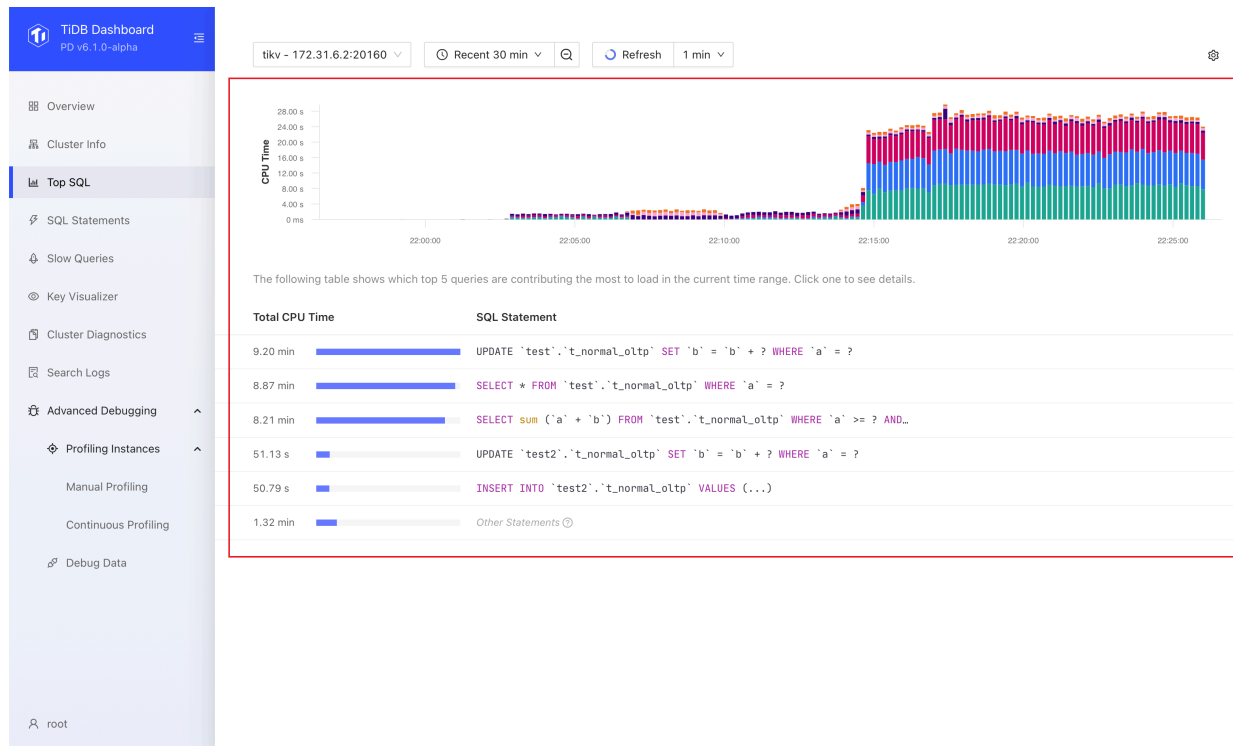 TiDB Dashboard
PD v6.1.0-alpha
Overview
Cluster Info
Top SQL
SQL Statements
Slow Queries
Key Visualizer
Cluster Diagnostics
Search Logs
Advanced Debugging
Profiling Instances
Manual Profiling
Continuous Profiling
Debug Data
root
tikv - 172.31.6.2:20160
Recent 30 min
Refresh
1 min
CPU Time
28.00 s
24.00 s
20.00 s
16.00 s
12.00 s
8.00 s
4.00 s
0 ms
22:00:00 22:05:00 22:10:00 22:15:00 22:20:00 22:25:00
The following table shows which top 5 queries are contributing the most to load in the current time range. Click one to see details.
Total CPU Time SQL Statement
9.20 min UPDATE `test`.`t_normal_oltp` SET `b` = `b` + ? WHERE `a` = ?
8.87 min SELECT * FROM `test`.`t_normal_oltp` WHERE `a` = ?
8.21 min SELECT sum (`a` + `b`) FROM `test`.`t_normal_oltp` WHERE `a` >= ? AND…
51.13 s UPDATE `test2`.`t_normal_oltp` SET `b` = `b` + ? WHERE `a` = ?
50.79 s INSERT INTO `test2`.`t_normal_oltp` VALUES (...)
1.32 min Other Statements